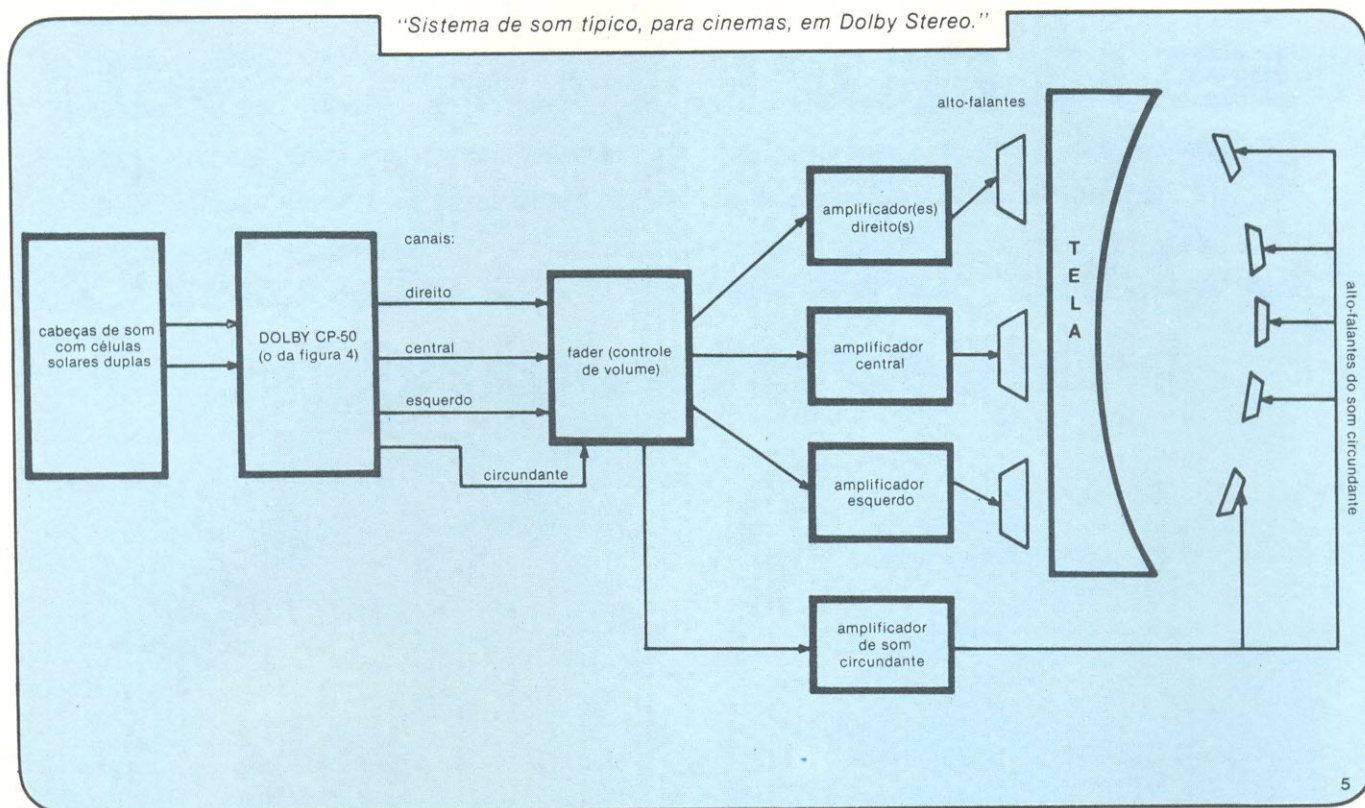 "Sistema de som típico, para cinemas, em Dolby Stereo."
alto-falantes
cabeças de som
com células
solares duplas
DOLBY CP-50
(o da figura 4)
canais:
direito
central
esquerdo
circundante
fader (controle
de volume)
amplificador(es)
direito(s)
amplificador
central
amplificador
esquerdo
amplificador
de som
circundante
TELA
alto-falantes do som circundante
5